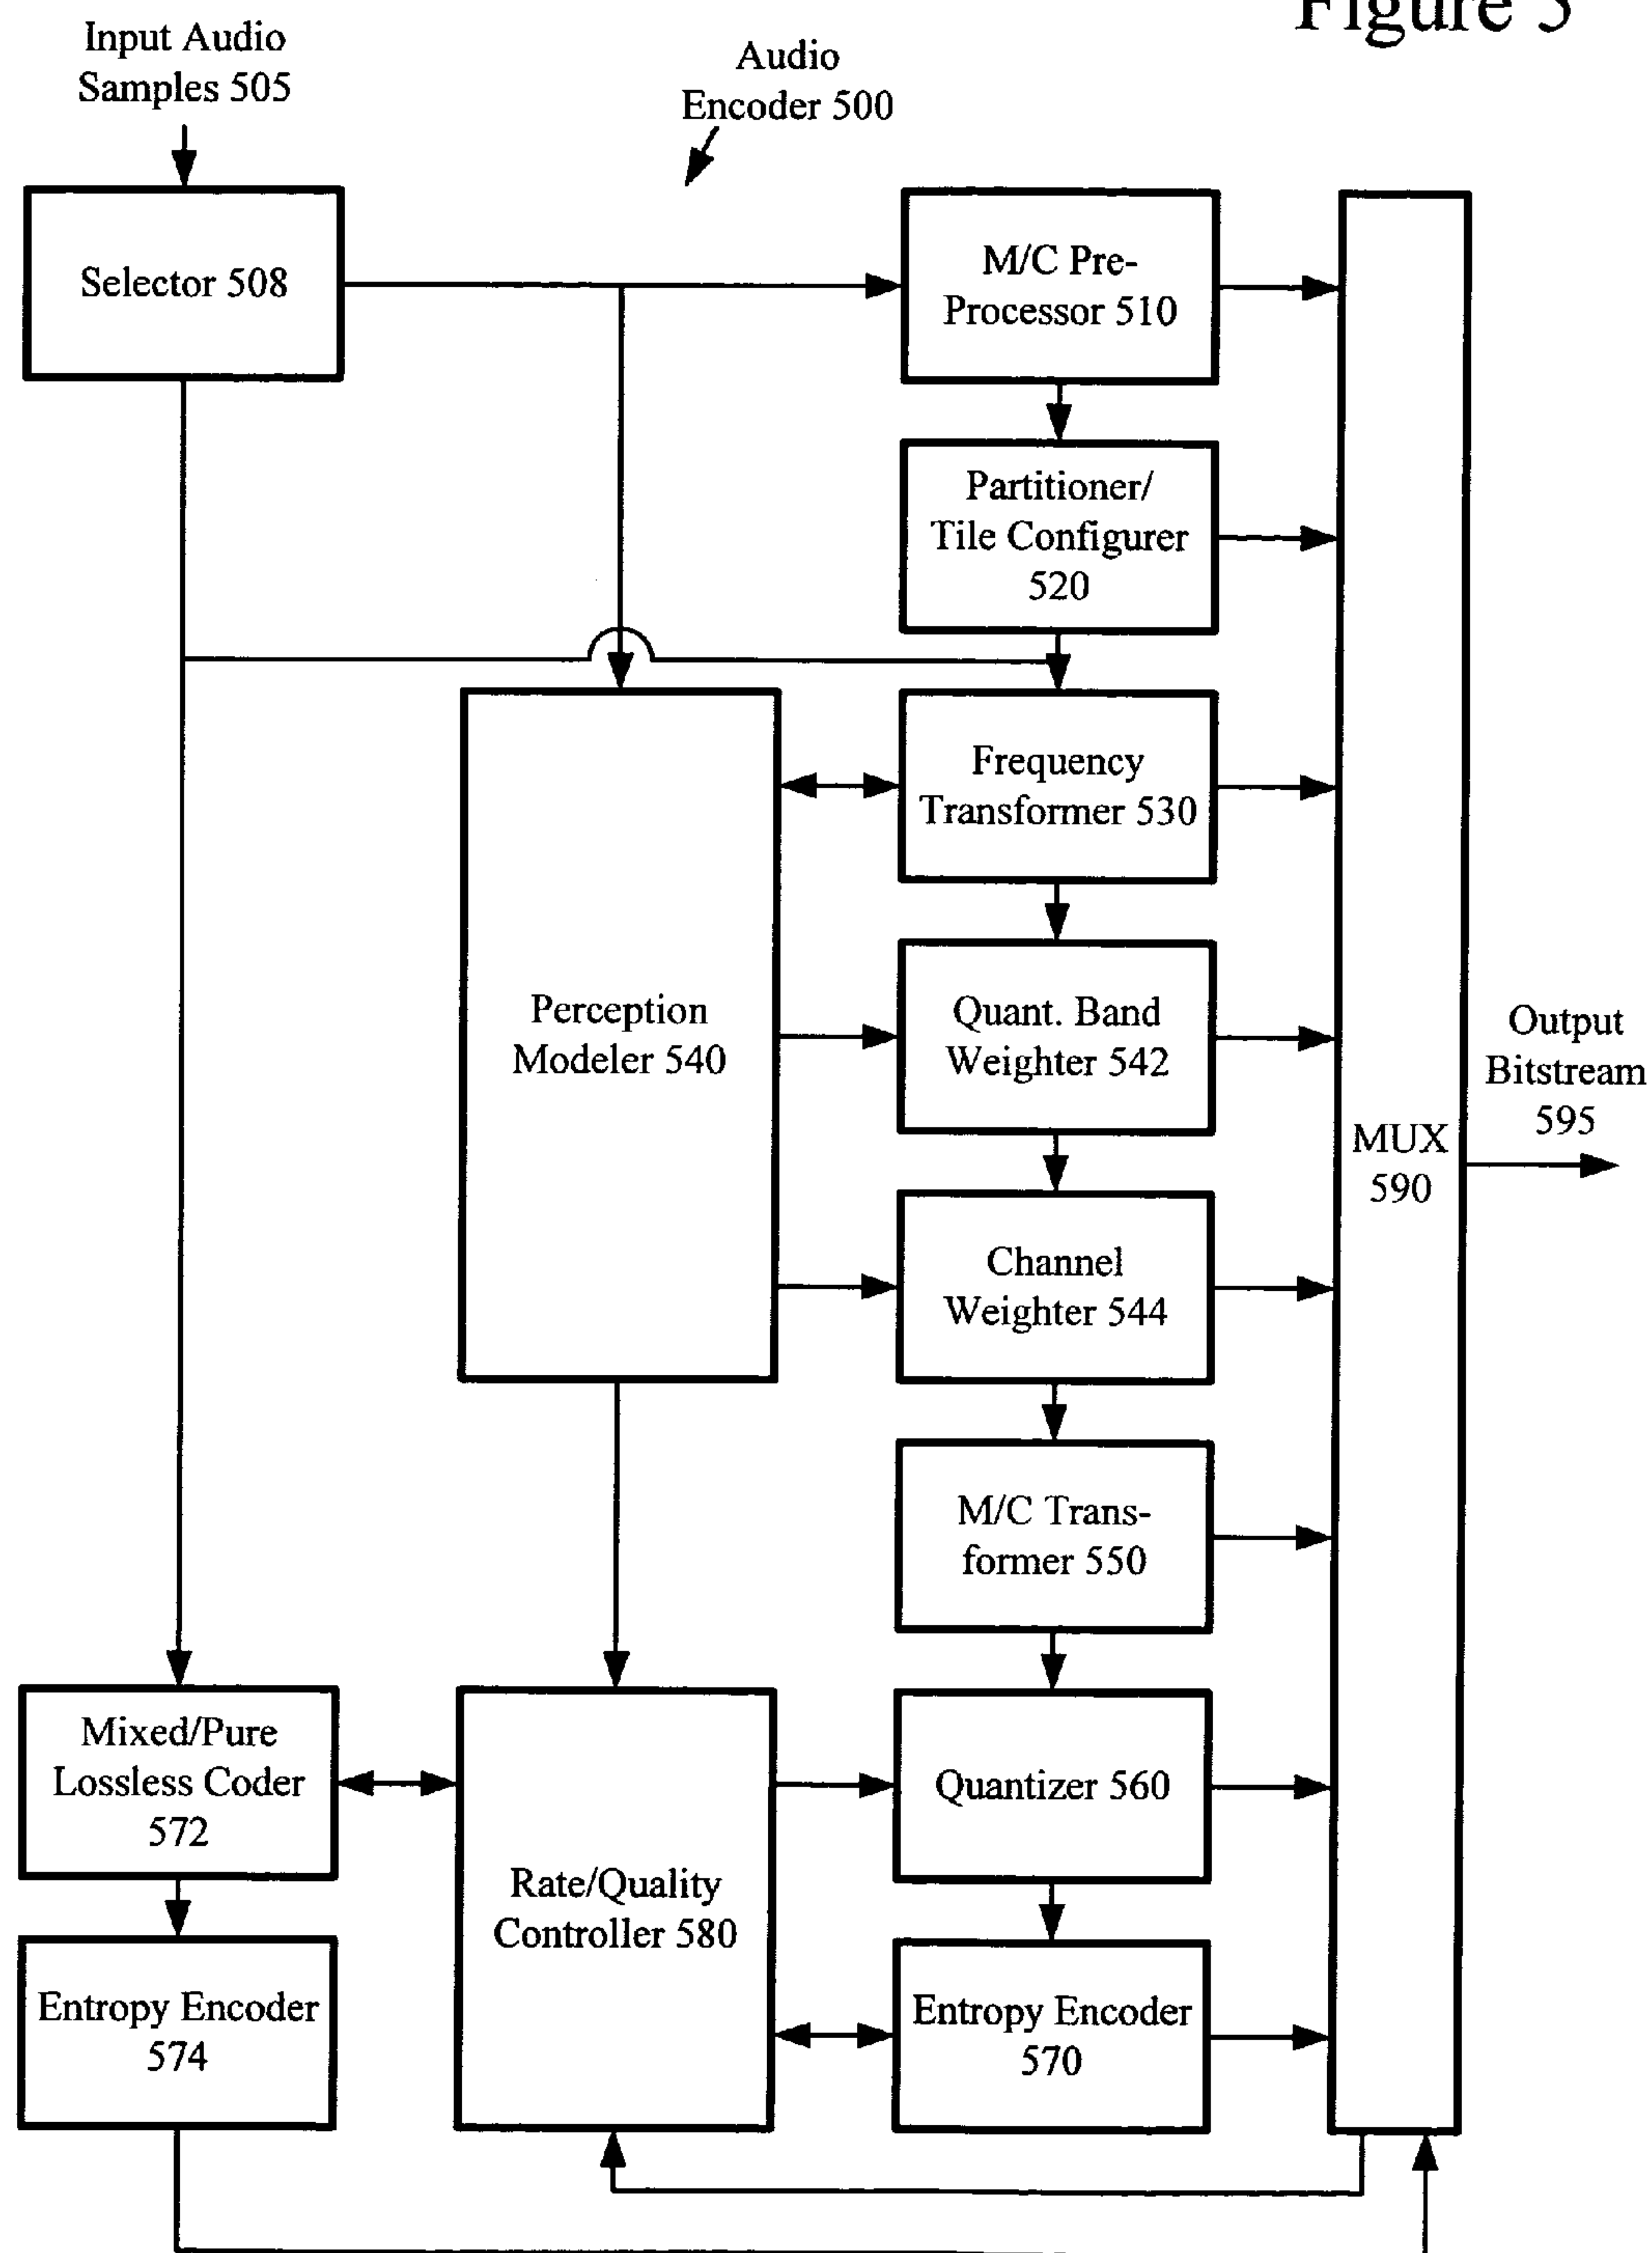 Figure 5
Input Audio
Samples 505
Audio
Encoder 500
Selector 508
M/C Pre-
Processor 510
Partitioner/
Tile Configurer
520
Frequency
Transformer 530
Perception
Modeler 540
Quant. Band
Weighter 542
Output
Bitstream
595
MUX
590
Channel
Weighter 544
M/C Trans-
former 550
Mixed/Pure
Lossless Coder
572
Quantizer 560
Rate/Quality
Controller 580
Entropy Encoder
574
Entropy Encoder
570